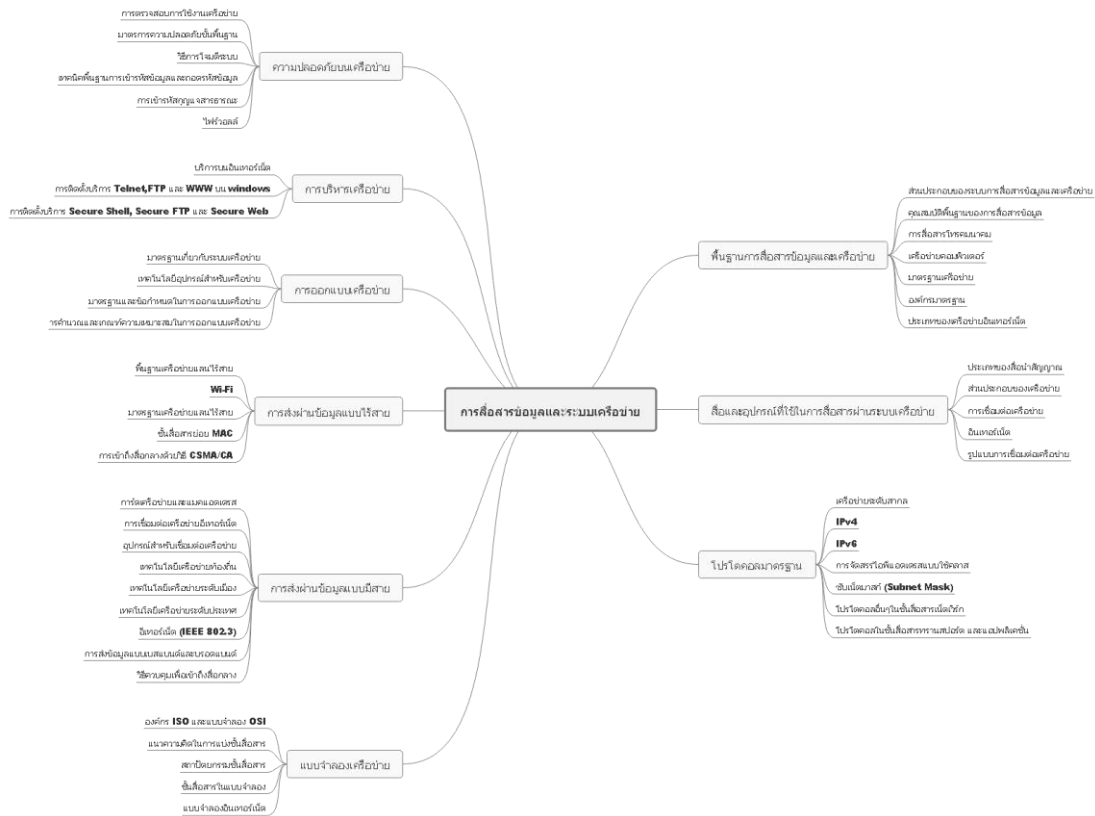 การสื่อสารข้อมูลและระบบเครือข่าย
พื้นฐานการสื่อสารข้อมูลและเครือข่าย
ส่วนประกอบของระบบการสื่อสารข้อมูลและเครือข่าย
คุณสมบัติพื้นฐานของการสื่อสารข้อมูล
การสื่อสารโทรคมนาคม
เครือข่ายคอมพิวเตอร์
มาตรฐานเครือข่าย
องค์กรมาตรฐาน
ประเภทของเครือข่ายอินเทอร์เน็ต
สื่อและอุปกรณ์ที่ใช้ในการสื่อสารผ่านระบบเครือข่าย
ประเภทของสื่อนำสัญญาณ
ส่วนประกอบของเครือข่าย
การเชื่อมต่อเครือข่าย
อินเทอร์เน็ต
รูปแบบการเชื่อมต่อเครือข่าย
โปรโตคอลมาตรฐาน
เครือข่ายระดับสากล
IPv4
IPv6
การจัดสรรไอพีแอดเดรสแบบใช้คลาส
ซับเน็ตมาสก์ (Subnet Mask)
โปรโตคอลอื่นๆในชั้นสื่อสารเน็ตเวิร์ก
โปรโตคอลในชั้นสื่อสารทรานสปอร์ต และแอปพลิเคชั่น
ความปลอดภัยบนเครือข่าย
การตรวจสอบการใช้งานเครือข่าย
มาตรการความปลอดภัยขั้นพื้นฐาน
วิธีการโจมตีระบบ
เทคนิคพื้นฐานการเข้ารหัสข้อมูลและถอดรหัสข้อมูล
การเข้ารหัสกุญแจสาธารณะ
ไฟร์วอลล์
การบริหารเครือข่าย
บริการบนอินเทอร์เน็ต
การติดตั้งบริการ Telnet,FTP และ WWW บน windows
การติดตั้งบริการ Secure Shell, Secure FTP และ Secure Web
การออกแบบเครือข่าย
มาตรฐานเกี่ยวกับระบบเครือข่าย
เทคโนโลยีอุปกรณ์สำหรับเครือข่าย
มาตรฐานและข้อกำหนดในการออกแบบเครือข่าย
ารคำนวณและเกณฑ์ความเหมาะสมในการออกแบบเครือข่าย
การส่งผ่านข้อมูลแบบไร้สาย
พื้นฐานเครือข่ายแลนไร้สาย
Wi-Fi
มาตรฐานเครือข่ายแลนไร้สาย
ชั้นสื่อสารย่อย MAC
การเข้าถึงสื่อกลางด้วยวิธี CSMA/CA
การส่งผ่านข้อมูลแบบมีสาย
การ์ดเครือข่ายและแมคแอดเดรส
การเชื่อมต่อเครือข่ายอีเทอร์เน็ต
อุปกรณ์สำหรับเชื่อมต่อเครือข่าย
เทคโนโลยีเครือข่ายท้องถิ่น
เทคโนโลยีเครือข่ายระดับเมือง
เทคโนโลยีเครือข่ายระดับประเทศ
อีเทอร์เน็ต (IEEE 802.3)
การส่งข้อมูลแบบเบสแบนด์และบรอดแบนด์
วิธีควบคุมเพื่อเข้าถึงสื่อกลาง
แบบจำลองเครือข่าย
องค์กร ISO และแบบจำลอง OSI
แนวความคิดในการแบ่งชั้นสื่อสาร
สถาปัตยกรรมชั้นสื่อสาร
ชั้นสื่อสารในแบบจำลอง
แบบจำลองอินเทอร์เน็ต